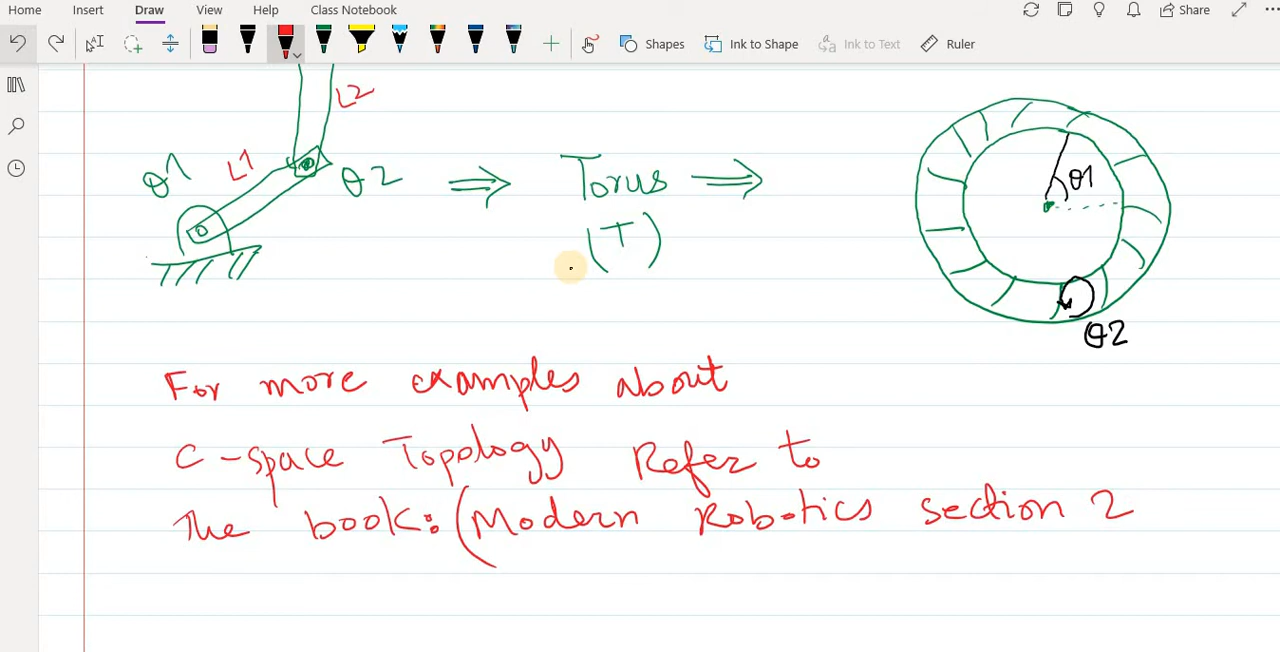 Home Insert Draw View Help Class Notebook Share
Shapes Ink to Shape Ink to Text Ruler
L2
θ1 L1 θ2 ⇒ Torus ⇒ θ1
(T)
θ2
For more examples about
C-space Topology Refer to
The book: (Modern Robotics section 2